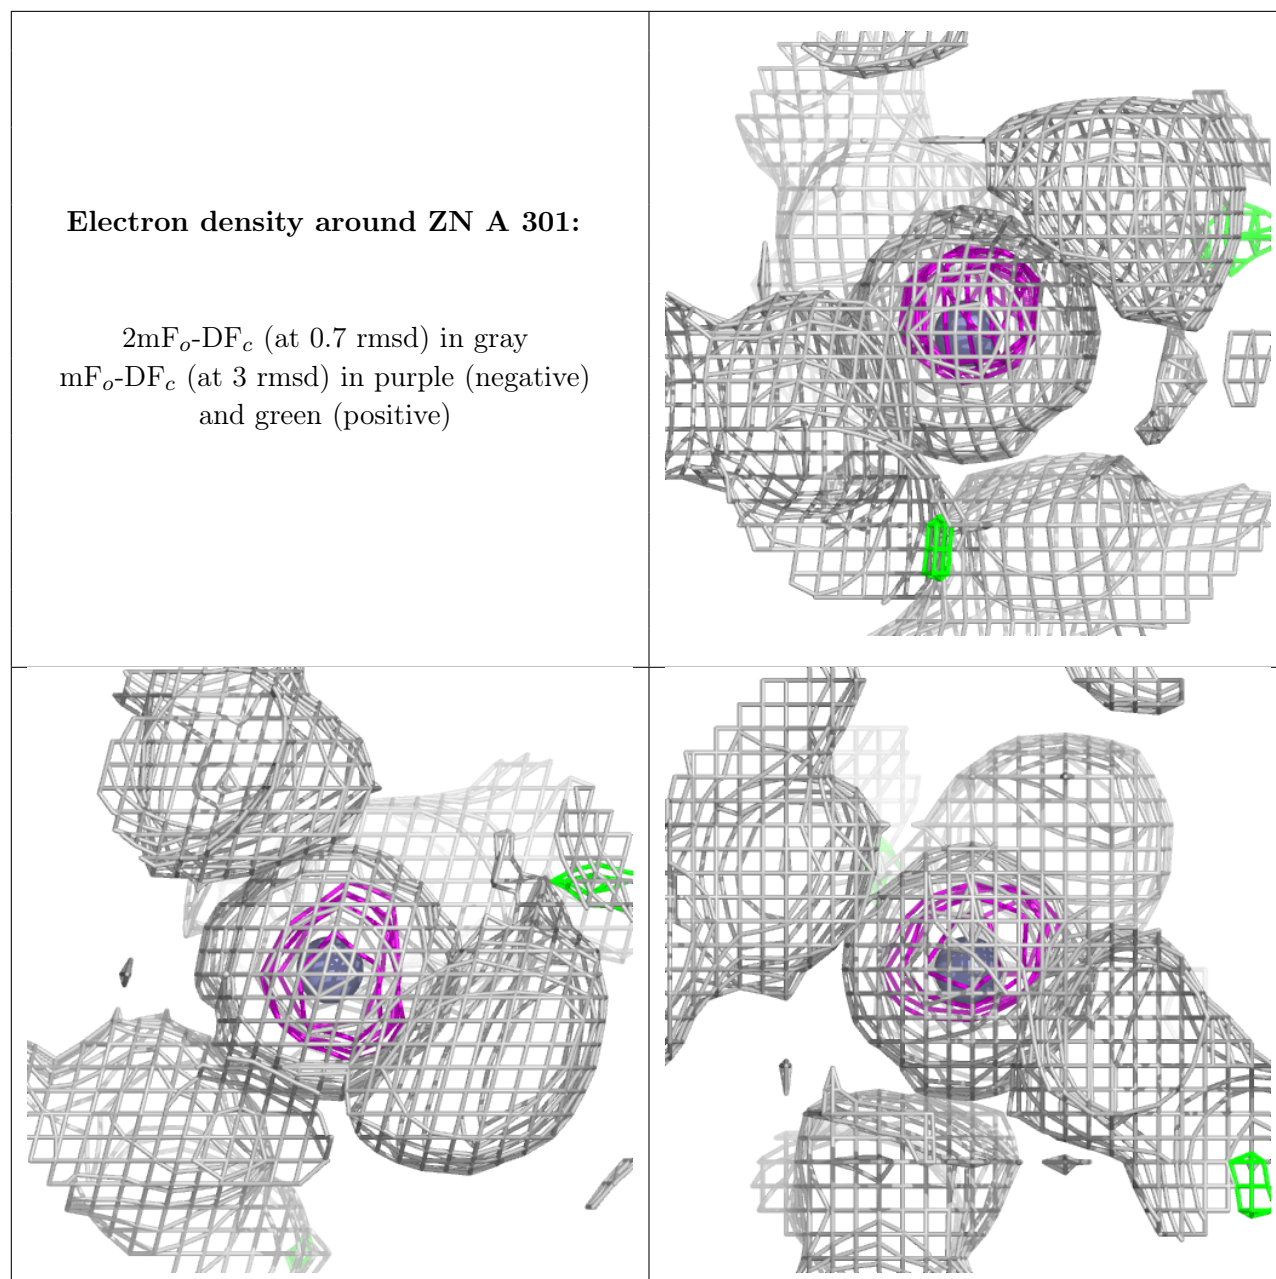 Electron density around ZN A 301:
2mFo-DFc (at 0.7 rmsd) in gray
mFo-DFc (at 3 rmsd) in purple (negative)
and green (positive)